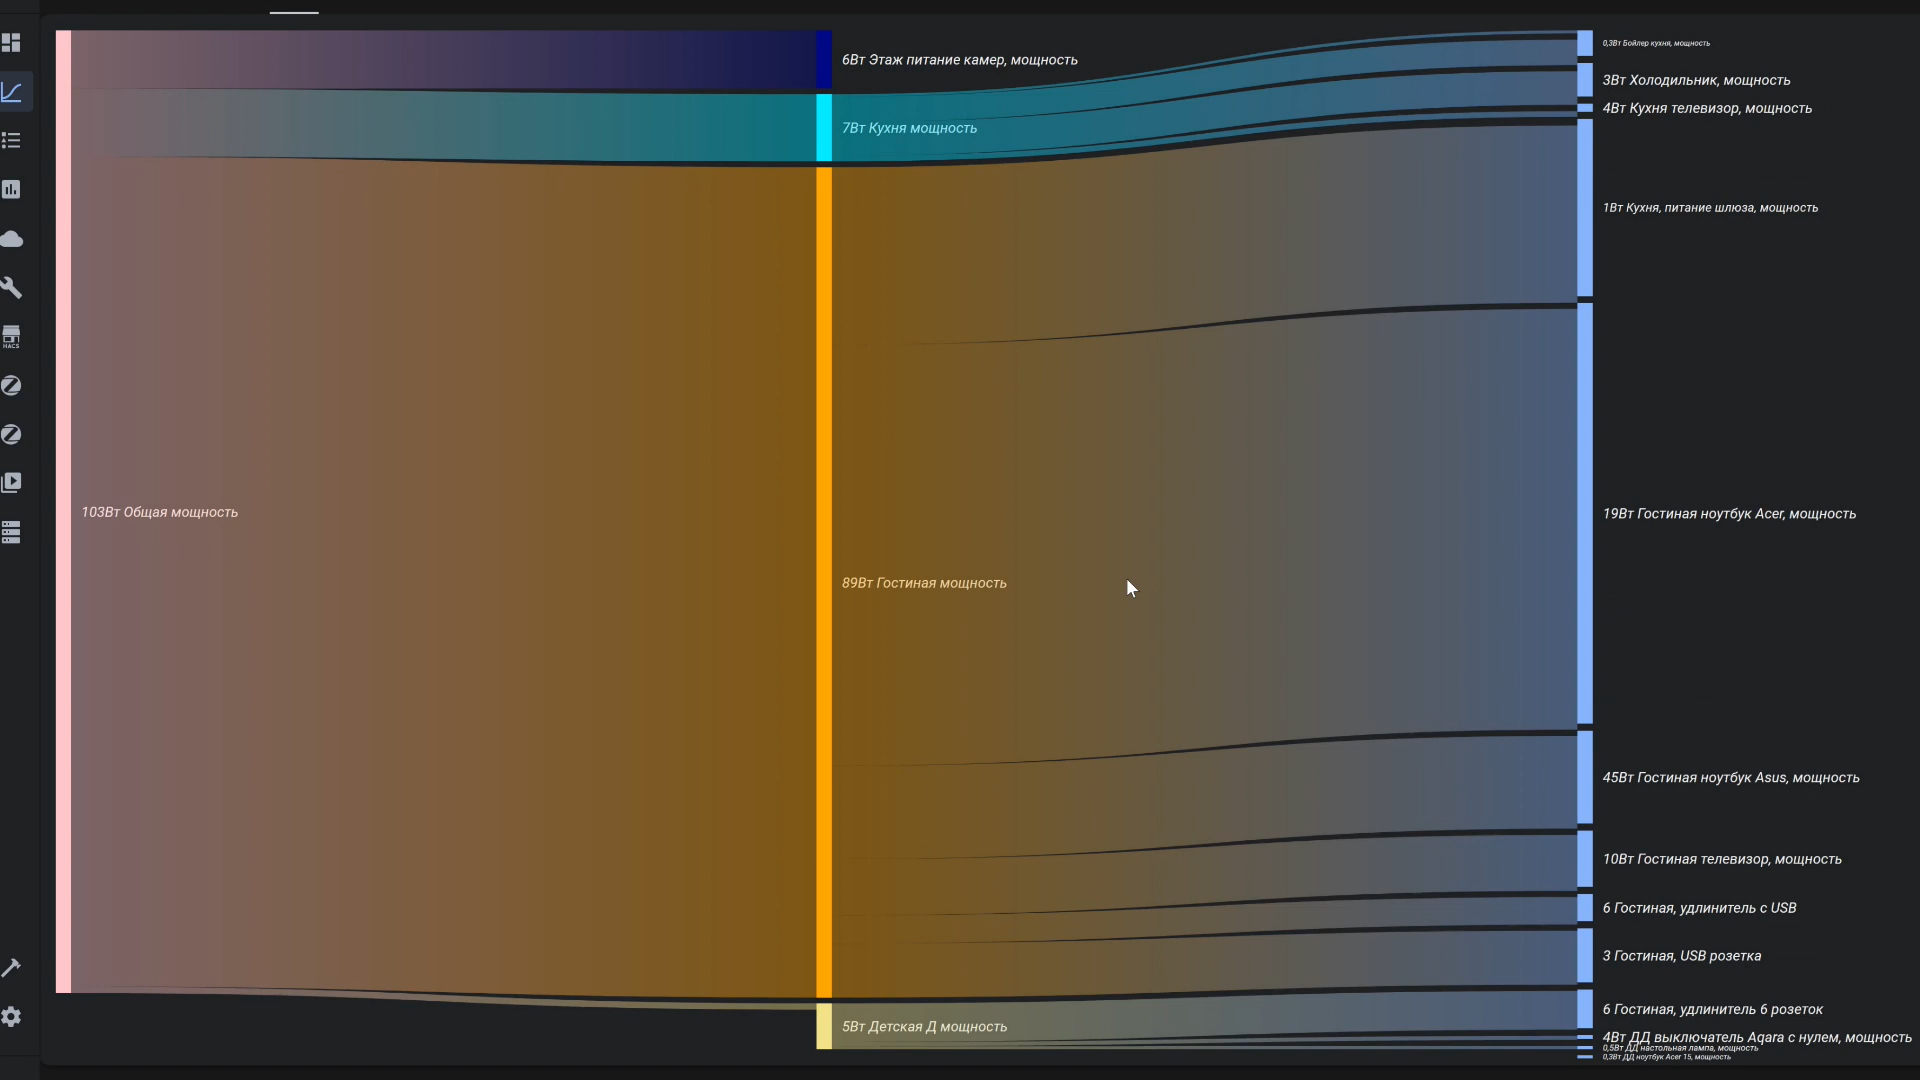 HACS
103Вт Общая мощность
6Вт Этаж питание камер, мощность
7Вт Кухня мощность
89Вт Гостиная мощность
5Вт Детская Д мощность
0,3Вт Бойлер кухня, мощность
3Вт Холодильник, мощность
4Вт Кухня телевизор, мощность
1Вт Кухня, питание шлюза, мощность
19Вт Гостиная ноутбук Acer, мощность
45Вт Гостиная ноутбук Asus, мощность
10Вт Гостиная телевизор, мощность
6 Гостиная, удлинитель с USB
3 Гостиная, USB розетка
6 Гостиная, удлинитель 6 розеток
4Вт ДД выключатель Aqara с нулем, мощность
0,5Вт ДД настольная лампа, мощность
0,3Вт ДД ноутбук Acer 15, мощность